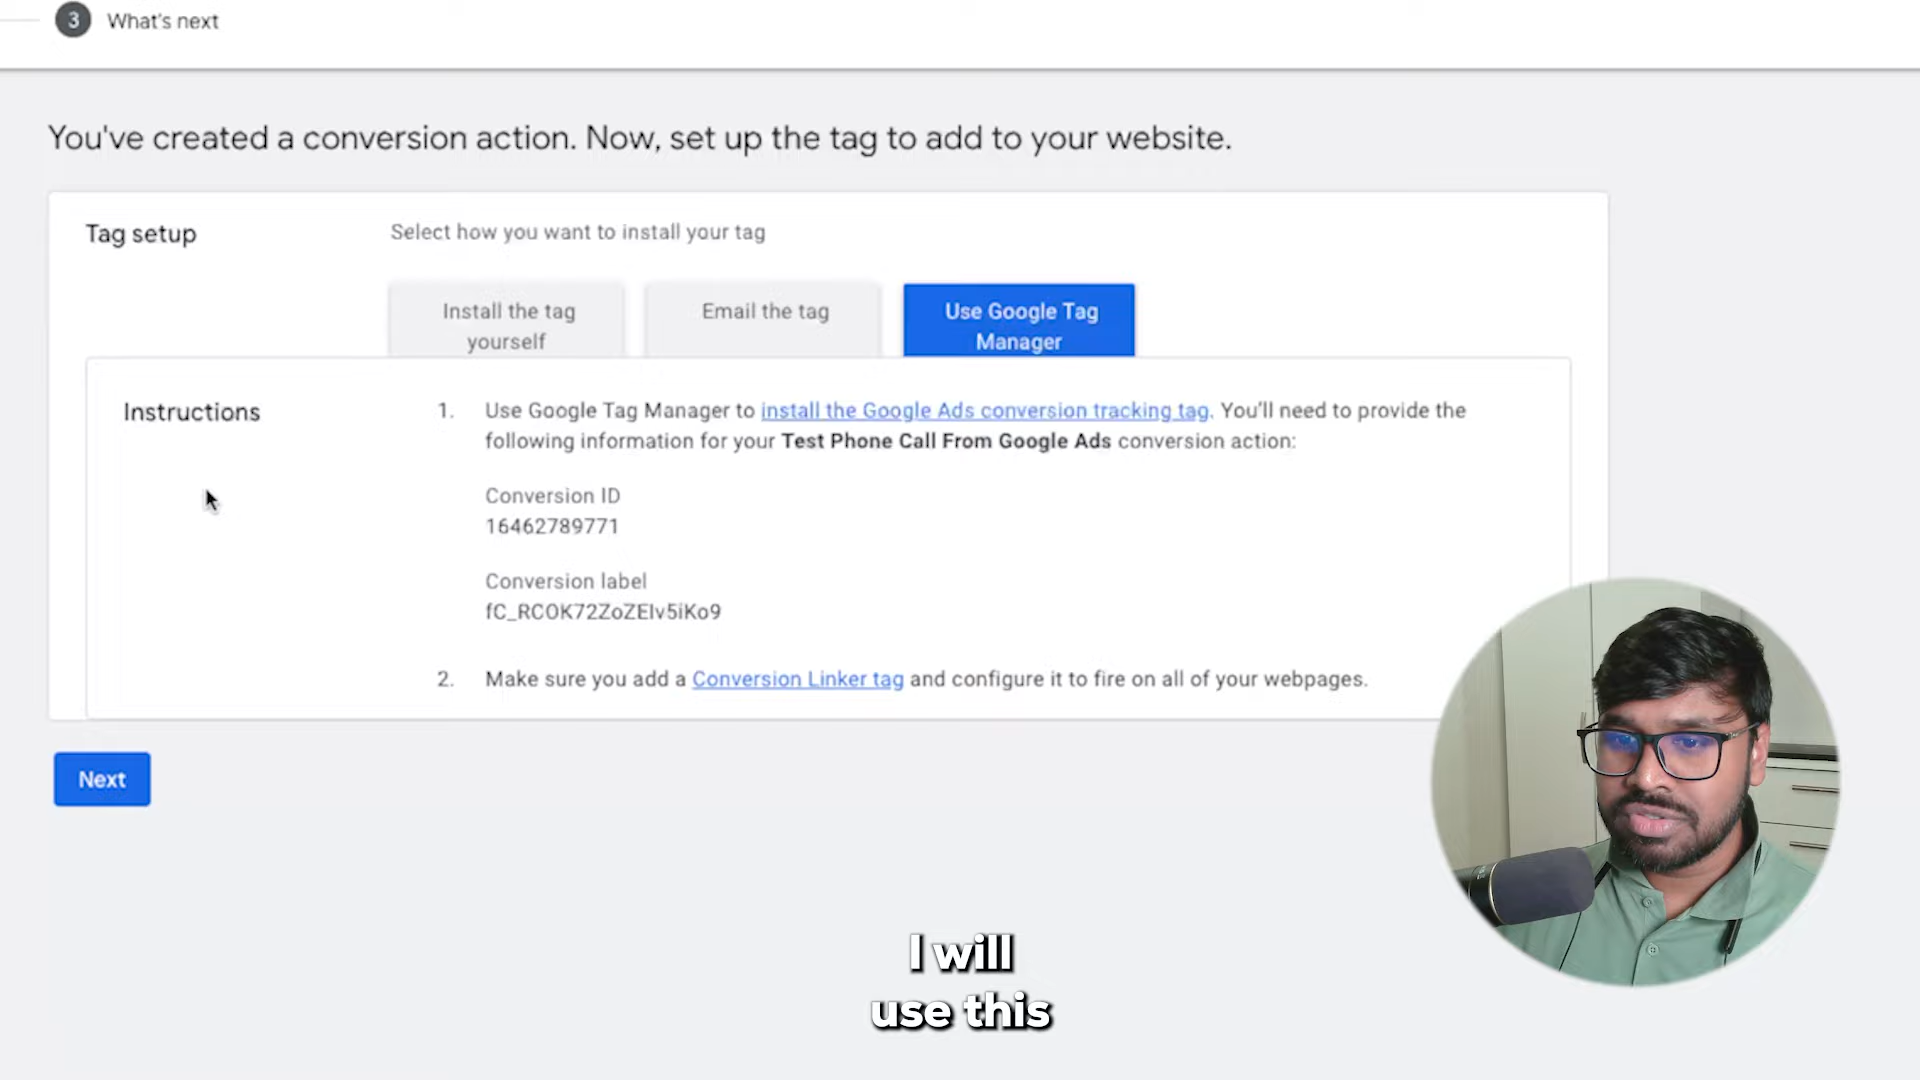 3 What's next
You've created a conversion action. Now, set up the tag to add to your website.
Tag setup
Select how you want to install your tag
Install the tag
yourself
Email the tag
Use Google Tag
Manager
Instructions
1. Use Google Tag Manager to install the Google Ads conversion tracking tag. You'll need to provide the
following information for your Test Phone Call From Google Ads conversion action:
Conversion ID
16462789771
Conversion label
fC_RCOK72ZoZEIv5iKo9
2. Make sure you add a Conversion Linker tag and configure it to fire on all of your webpages.
Next
I will
use this